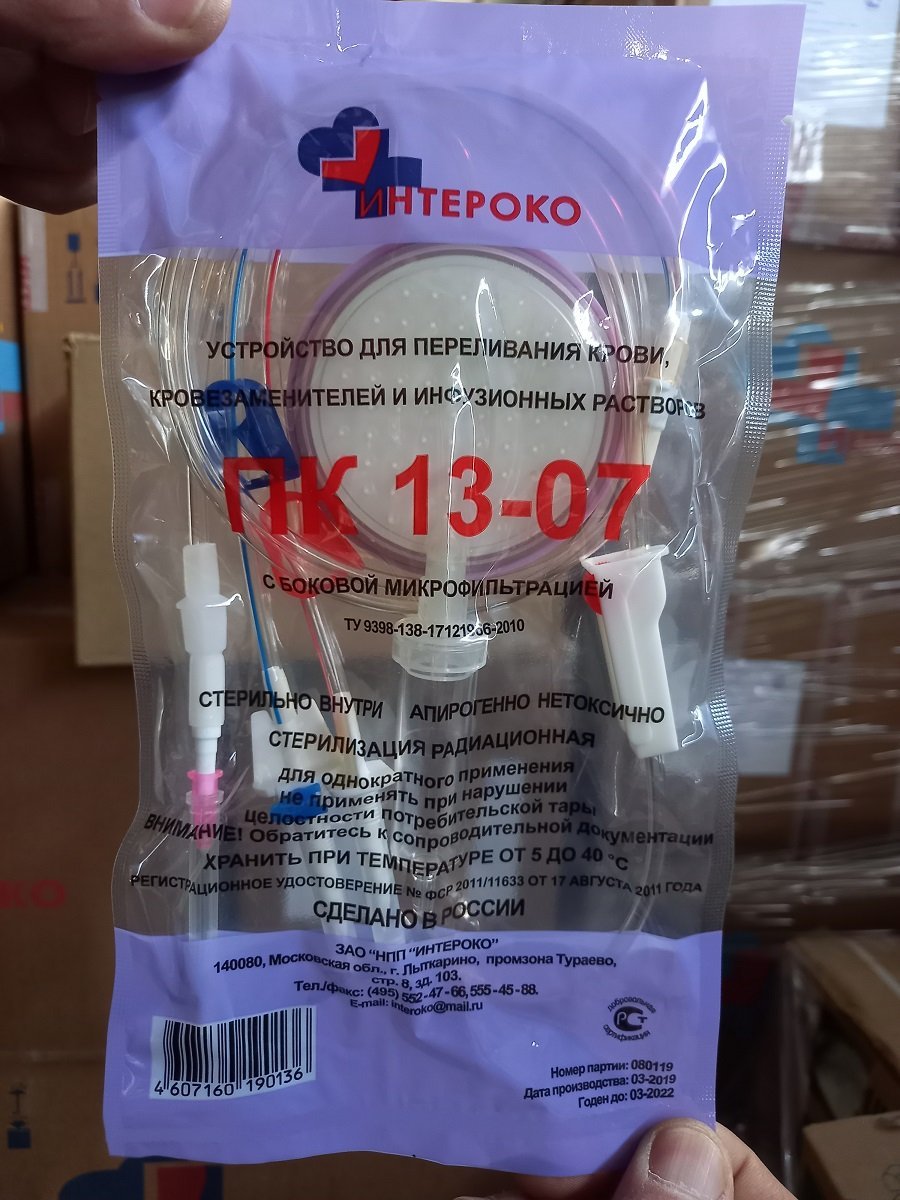 ИНТЕРОКО
УСТРОЙСТВО ДЛЯ ПЕРЕЛИВАНИЯ КРОВИ,
КРОВЕЗАМЕНИТЕЛЕЙ И ИНФУЗИОННЫХ РАСТВОРОВ
ПК 13-07
С БОКОВОЙ МИКРОФИЛЬТРАЦИЕЙ
ТУ 9398-138-17121966-2010
СТЕРИЛЬНО ВНУТРИ АПИРОГЕННО НЕТОКСИЧНО
СТЕРИЛИЗАЦИЯ РАДИАЦИОННАЯ
для однократного применения
не применять при нарушении
целостности потребительской тары
ВНИМАНИЕ! Обратитесь к сопроводительной документации
ХРАНИТЬ ПРИ ТЕМПЕРАТУРЕ ОТ 5 ДО 40 °С
РЕГИСТРАЦИОННОЕ УДОСТОВЕРЕНИЕ № ФСР 2011/11633 ОТ 17 АВГУСТА 2011 ГОДА
СДЕЛАНО В РОССИИ
ЗАО "НПП "ИНТЕРОКО"
140080, Московская обл., г. Лыткарино, промзона Тураево,
стр. 8, зд. 103.
Тел./факс: (495) 552-47-66, 555-45-88.
E-mail: interoko@mail.ru
добровольная
РСТ
сертификация
4 607160 190136
Номер партии: 080119
Дата производства: 03-2019
Годен до: 03-2022
ОКО